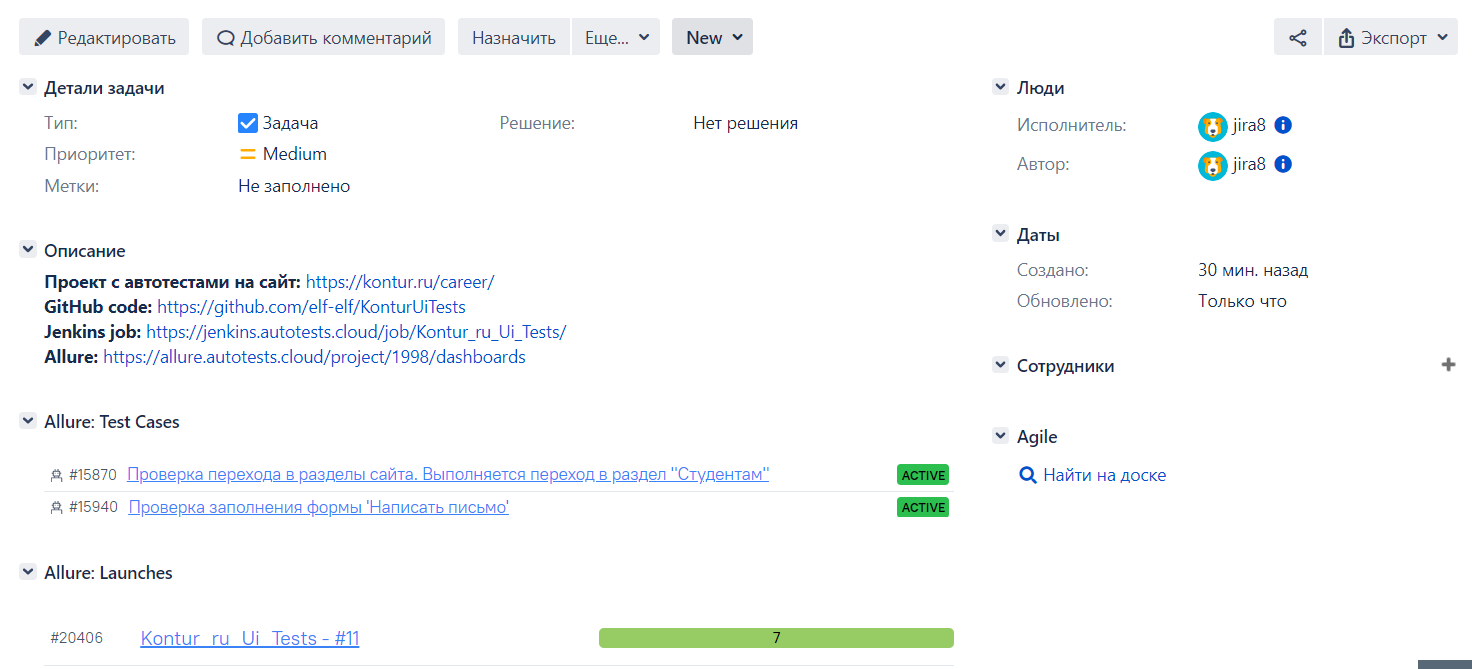 Редактировать Добавить комментарий Назначить Еще... New Экспорт
Детали задачи
Тип: Задача Решение: Нет решения
Приоритет: Medium
Метки: Не заполнено
Описание
Проект с автотестами на сайт: https://kontur.ru/career/
GitHub code: https://github.com/elf-elf/KonturUiTests
Jenkins job: https://jenkins.autotests.cloud/job/Kontur_ru_Ui_Tests/
Allure: https://allure.autotests.cloud/project/1998/dashboards
Allure: Test Cases
#15870 Проверка перехода в разделы сайта. Выполняется переход в раздел "Студентам" ACTIVE
#15940 Проверка заполнения формы 'Написать письмо' ACTIVE
Allure: Launches
#20406 Kontur_ru_Ui_Tests - #11 7
Люди
Исполнитель: jira8
Автор: jira8
Даты
Создано: 30 мин. назад
Обновлено: Только что
Сотрудники
Agile
Найти на доске